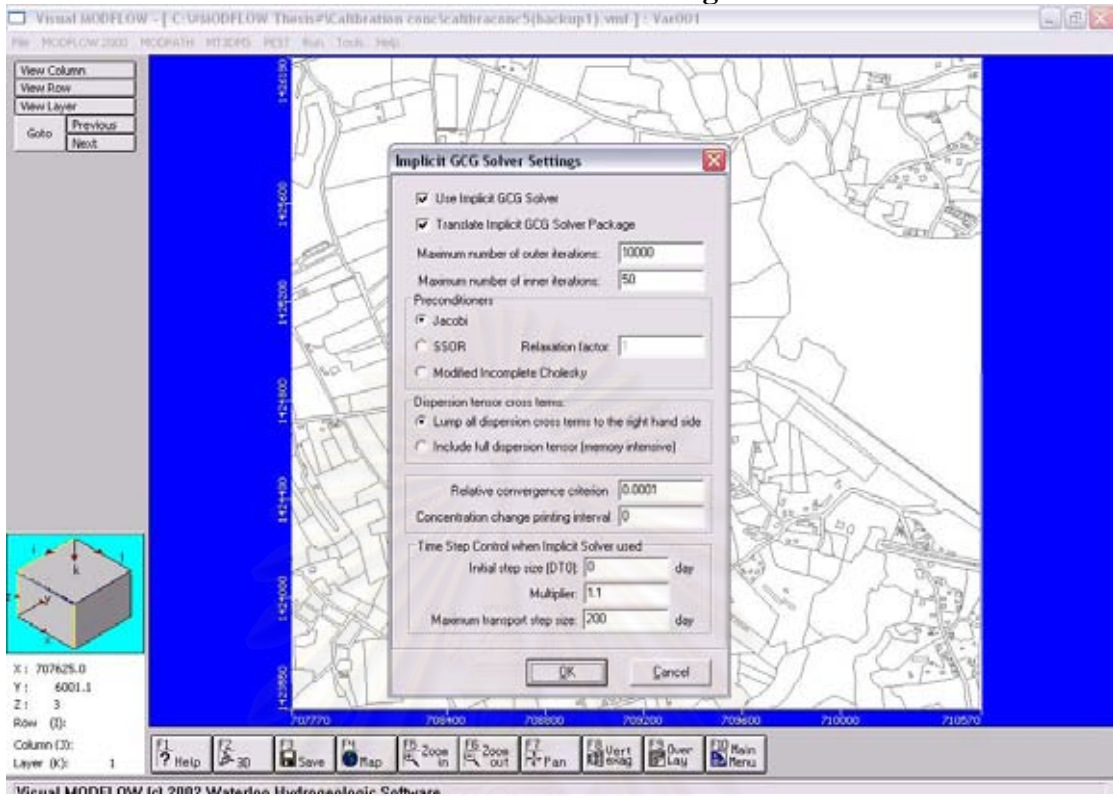 Visual MODFLOW - [ C:\MODFLOW Thesis#\Calibration conc\calibraconc5(backup1).vmf ] : Var001
File MODFLOW 2000 MODPATH MT3DMS PEST Run Tools Help
View Column
View Row
View Layer
Goto
Previous
Next
1426190
1425600
1425200
1424800
1424400
1424000
1423850
Implicit GCG Solver Settings
Use Implicit GCG Solver
Translate Implicit GCG Solver Package
Maximum number of outer iterations: 10000
Maximum number of inner iterations: 50
Preconditioners
Jacobi
SSOR Relaxation factor 1
Modified Incomplete Cholesky
Dispersion tensor cross terms:
Lump all dispersion cross terms to the right hand side
Include full dispersion tensor (memory intensive)
Relative convergence criterion 0.0001
Concentration change printing interval 0
Time Step Control when Implicit Solver used
Initial step size (DT0): 0 day
Multiplier: 1.1
Maximum transport step size: 200 day
OK Cancel
707770 708400 708800 709200 709600 710000 710570
X: 707625.0
Y: 6001.1
Z: 3
Row (I):
Column (J):
Layer (K): 1
F1 ? Help
F2 3D
F3 Save
F4 Map
F5 Zoom in
F6 Zoom out
F7 Pan
F8 Vert exag
F9 Over Lay
F10 Main Menu
Visual MODFLOW (c) 2002 Waterloo Hydrogeologic Software